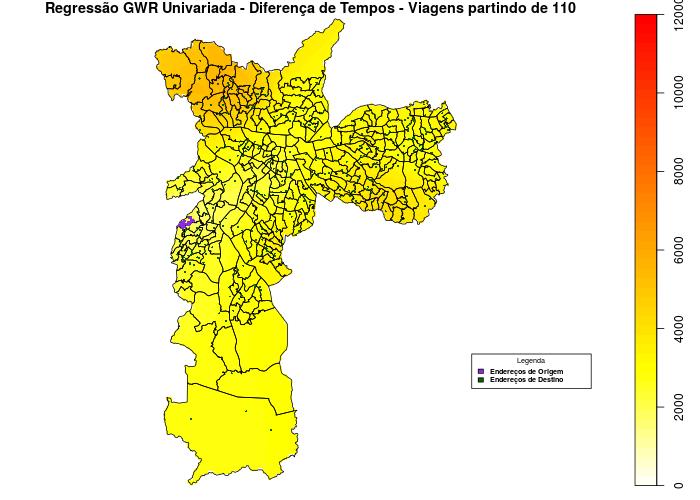 Regressão GWR Univariada - Diferença de Tempos - Viagens partindo de 110
12000
10000
8000
6000
4000
2000
0
Legenda
Endereços de Origem
Endereços de Destino